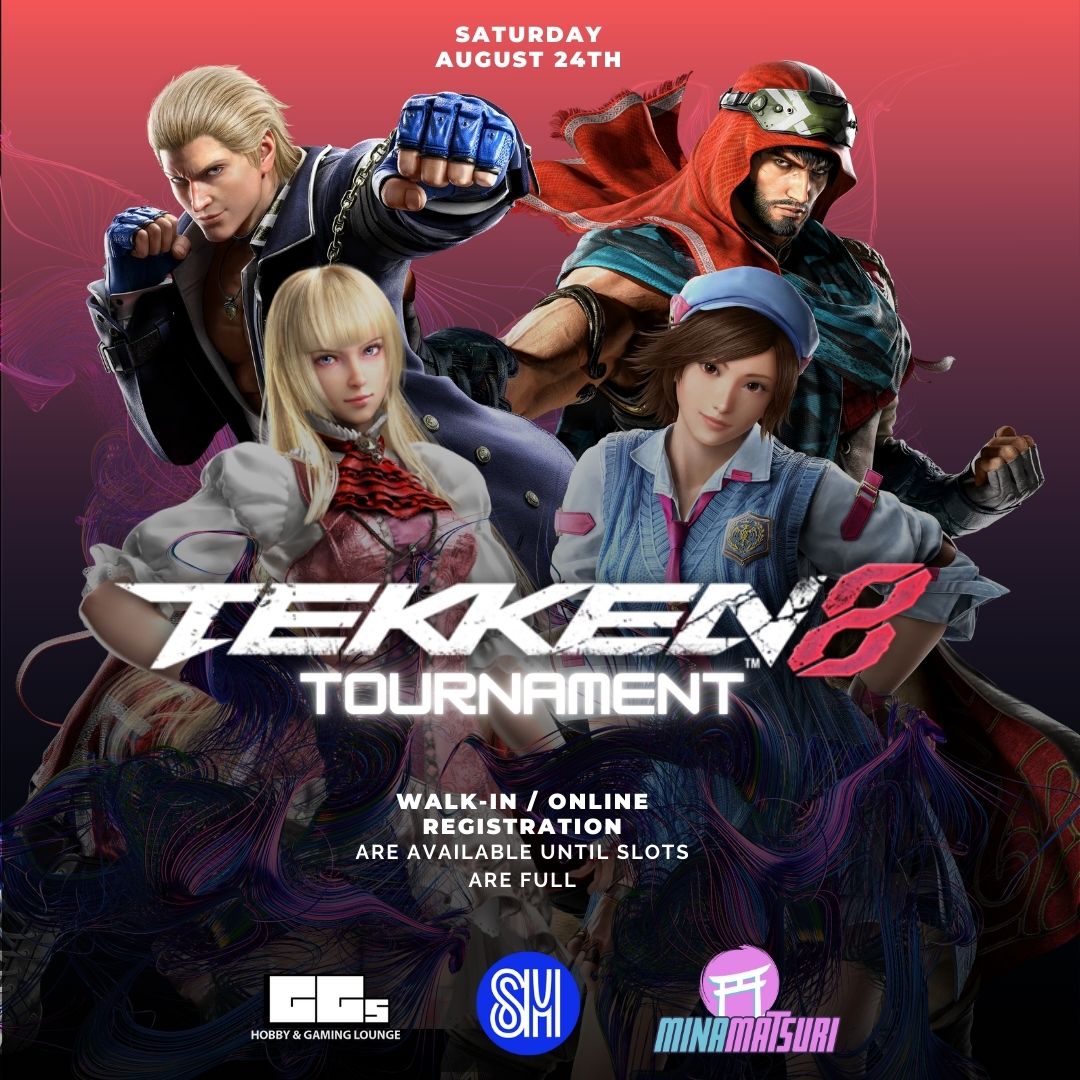 SATURDAY
AUGUST 24TH
TEKKEN 8
TM
TOURNAMENT
WALK-IN / ONLINE
REGISTRATION
ARE AVAILABLE UNTIL SLOTS
ARE FULL
GGs
HOBBY & GAMING LOUNGE
SM
MINAMATSURI